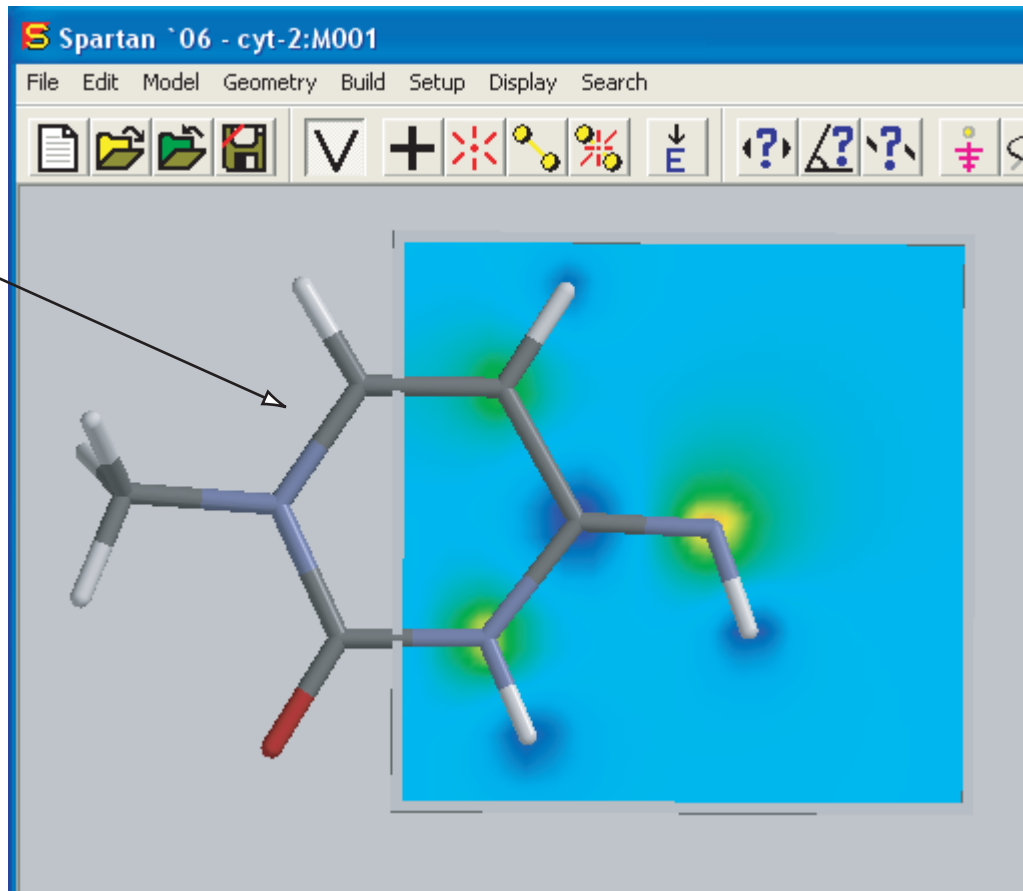 S Spartan `06 - cyt-2:M001
File Edit Model Geometry Build Setup Display Search
V E ? ? ?